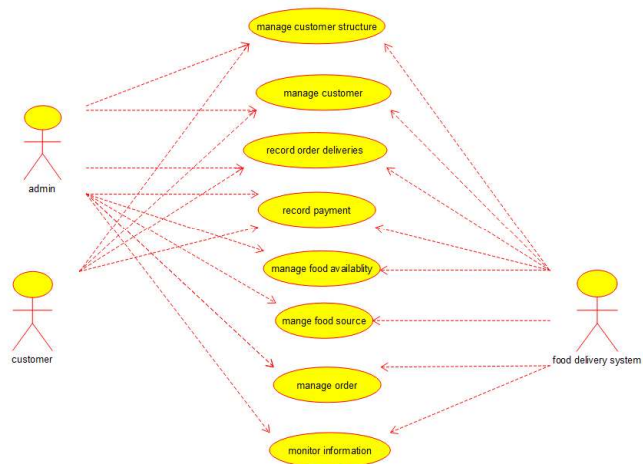 manage customer structure
manage customer
admin
record order deliveries
record payment
manage food availablity
customer
mange food source
food delivery system
manage order
monitor information